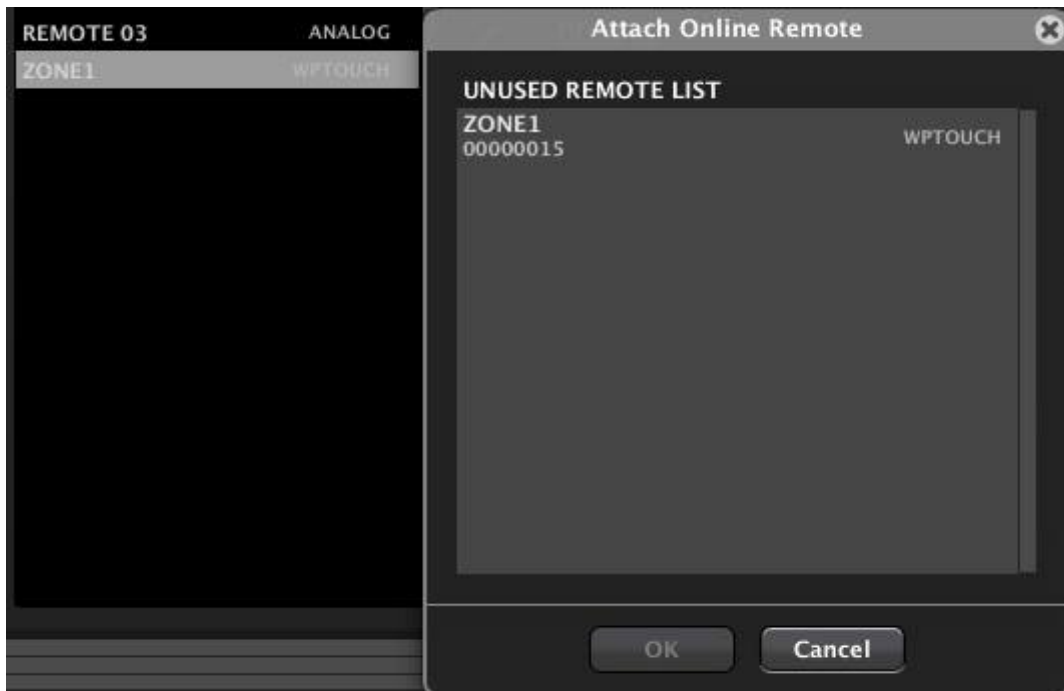 REMOTE 03 ANALOG
ZONE1 WPTOUCH
Attach Online Remote
UNUSED REMOTE LIST
ZONE1
00000015
WPTOUCH
OK Cancel